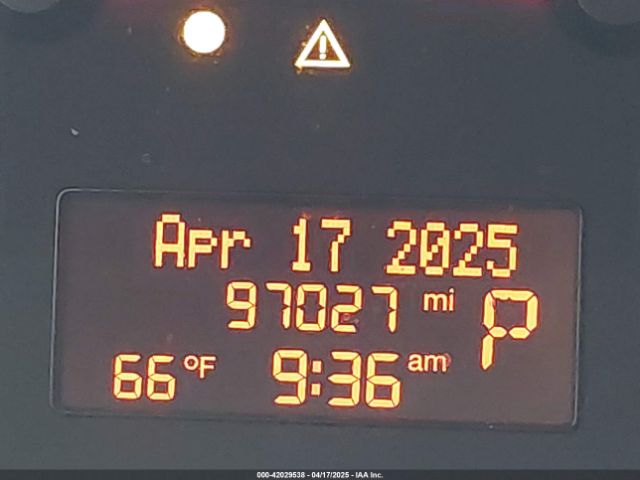 Apr 17 2025
97027 mi P
66 °F 9:36 am
000-42029538 - 04/17/2025 - IAA Inc.